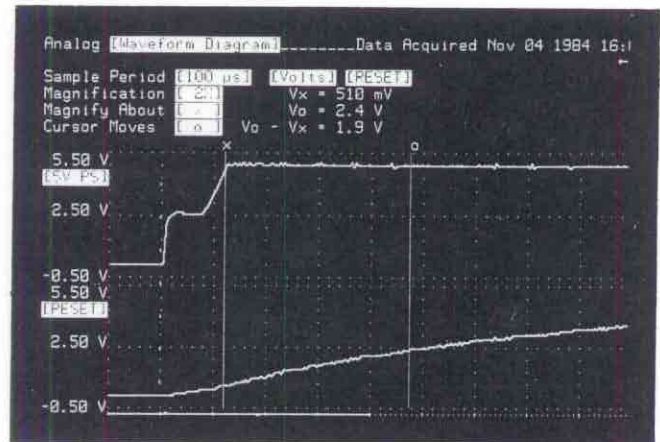 Analog [Waveform Diagram] Data Acquired Nov 04 1984 16:
Sample Period [100 µs] [Volts] [RESET]
Magnification [ 2X] Vx = 510 mV
Magnify About [ x ] Vo = 2.4 V
Cursor Moves [ o ] Vo - Vx = 1.9 V
x o
5.50 V
[5V PS]
2.50 V
-0.50 V
5.50 V
[RESET]
2.50 V
-0.50 V